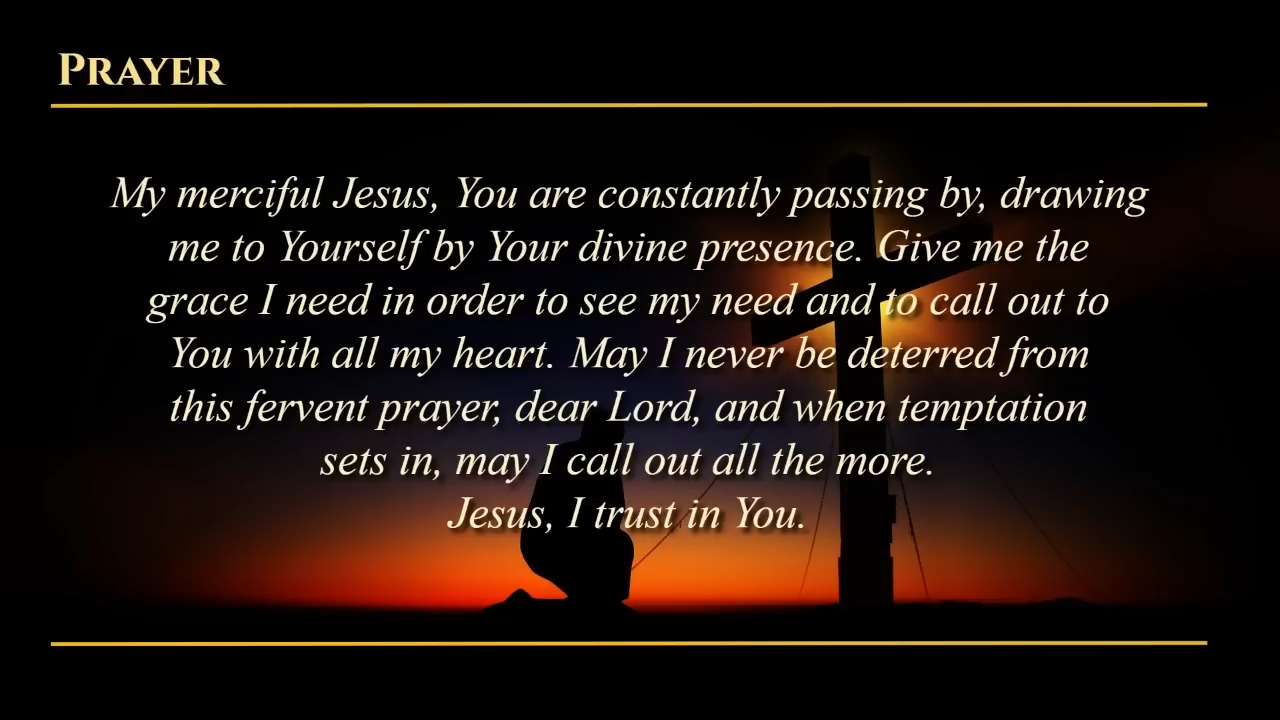 PRAYER
My merciful Jesus, You are constantly passing by, drawing
me to Yourself by Your divine presence. Give me the
grace I need in order to see my need and to call out to
You with all my heart. May I never be deterred from
this fervent prayer, dear Lord, and when temptation
sets in, may I call out all the more.
Jesus, I trust in You.